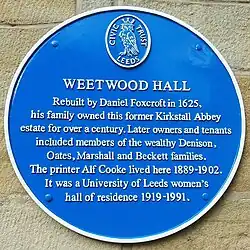 CIVIC TRUST
LEEDS
WEETWOOD HALL
Rebuilt by Daniel Foxcroft in 1625,
his family owned this former Kirkstall Abbey
estate for over a century. Later owners and tenants
included members of the wealthy Denison,
Oates, Marshall and Beckett families.
The printer Alf Cooke lived here 1889-1902.
It was a University of Leeds women's
hall of residence 1919-1991.